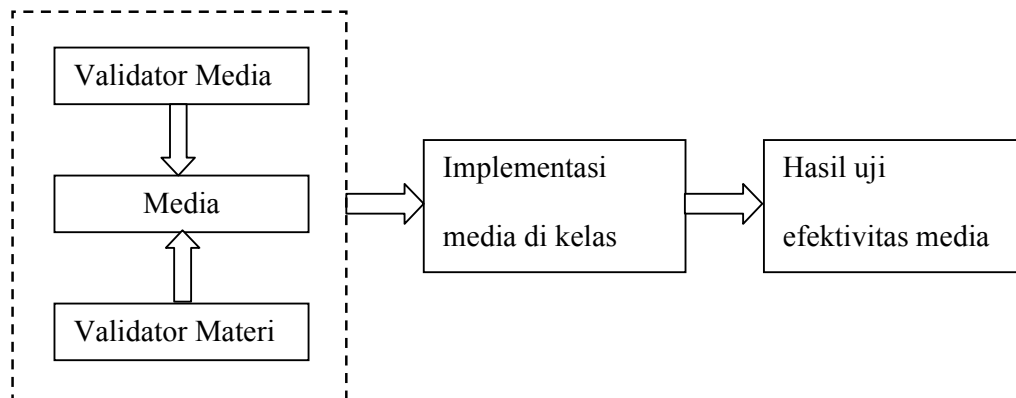 Validator Media
Media
Validator Materi
Implementasi
media di kelas
Hasil uji
efektivitas media